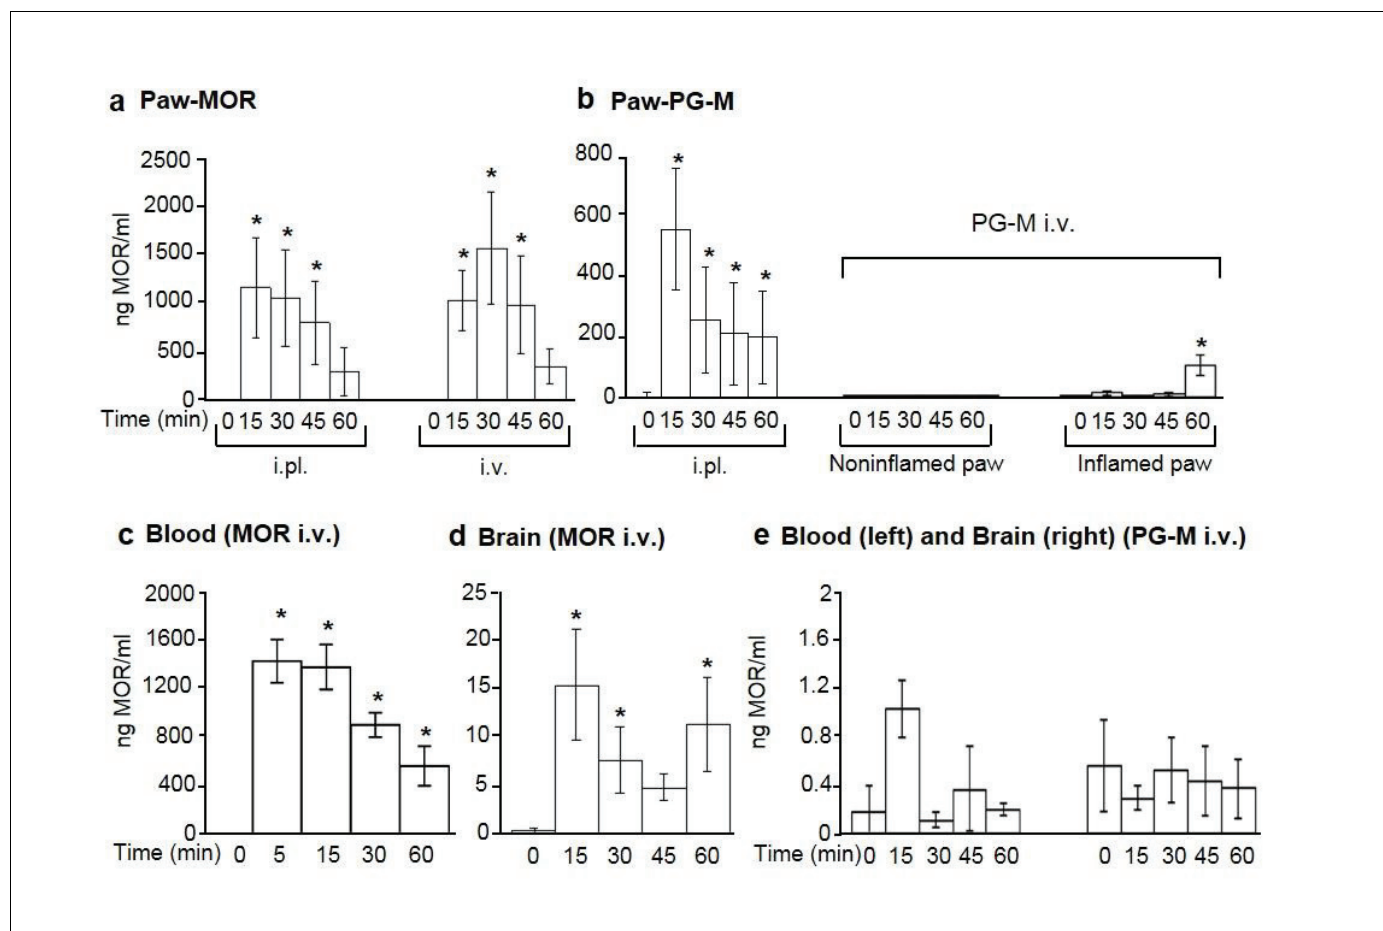 a Paw-MOR
b Paw-PG-M
2500
2000
1500
1000
500
0
ng MOR/ml
* * * * * *
Time (min) 0 15 30 45 60 0 15 30 45 60
i.pl. i.v.
800
600
400
200
0
* * * * *
PG-M i.v.
0 15 30 45 60 0 15 30 45 60 0 15 30 45 60
i.pl. Noninflamed paw Inflamed paw
c Blood (MOR i.v.)
2000
1600
1200
800
400
0
ng MOR/ml
* * * *
Time (min) 0 5 15 30 60
d Brain (MOR i.v.)
25
20
15
10
5
0
* * *
0 15 30 45 60
e Blood (left) and Brain (right) (PG-M i.v.)
2
1.6
1.2
0.8
0.4
0
ng MOR/ml
Time (min) 0 15 30 45 60 0 15 30 45 60